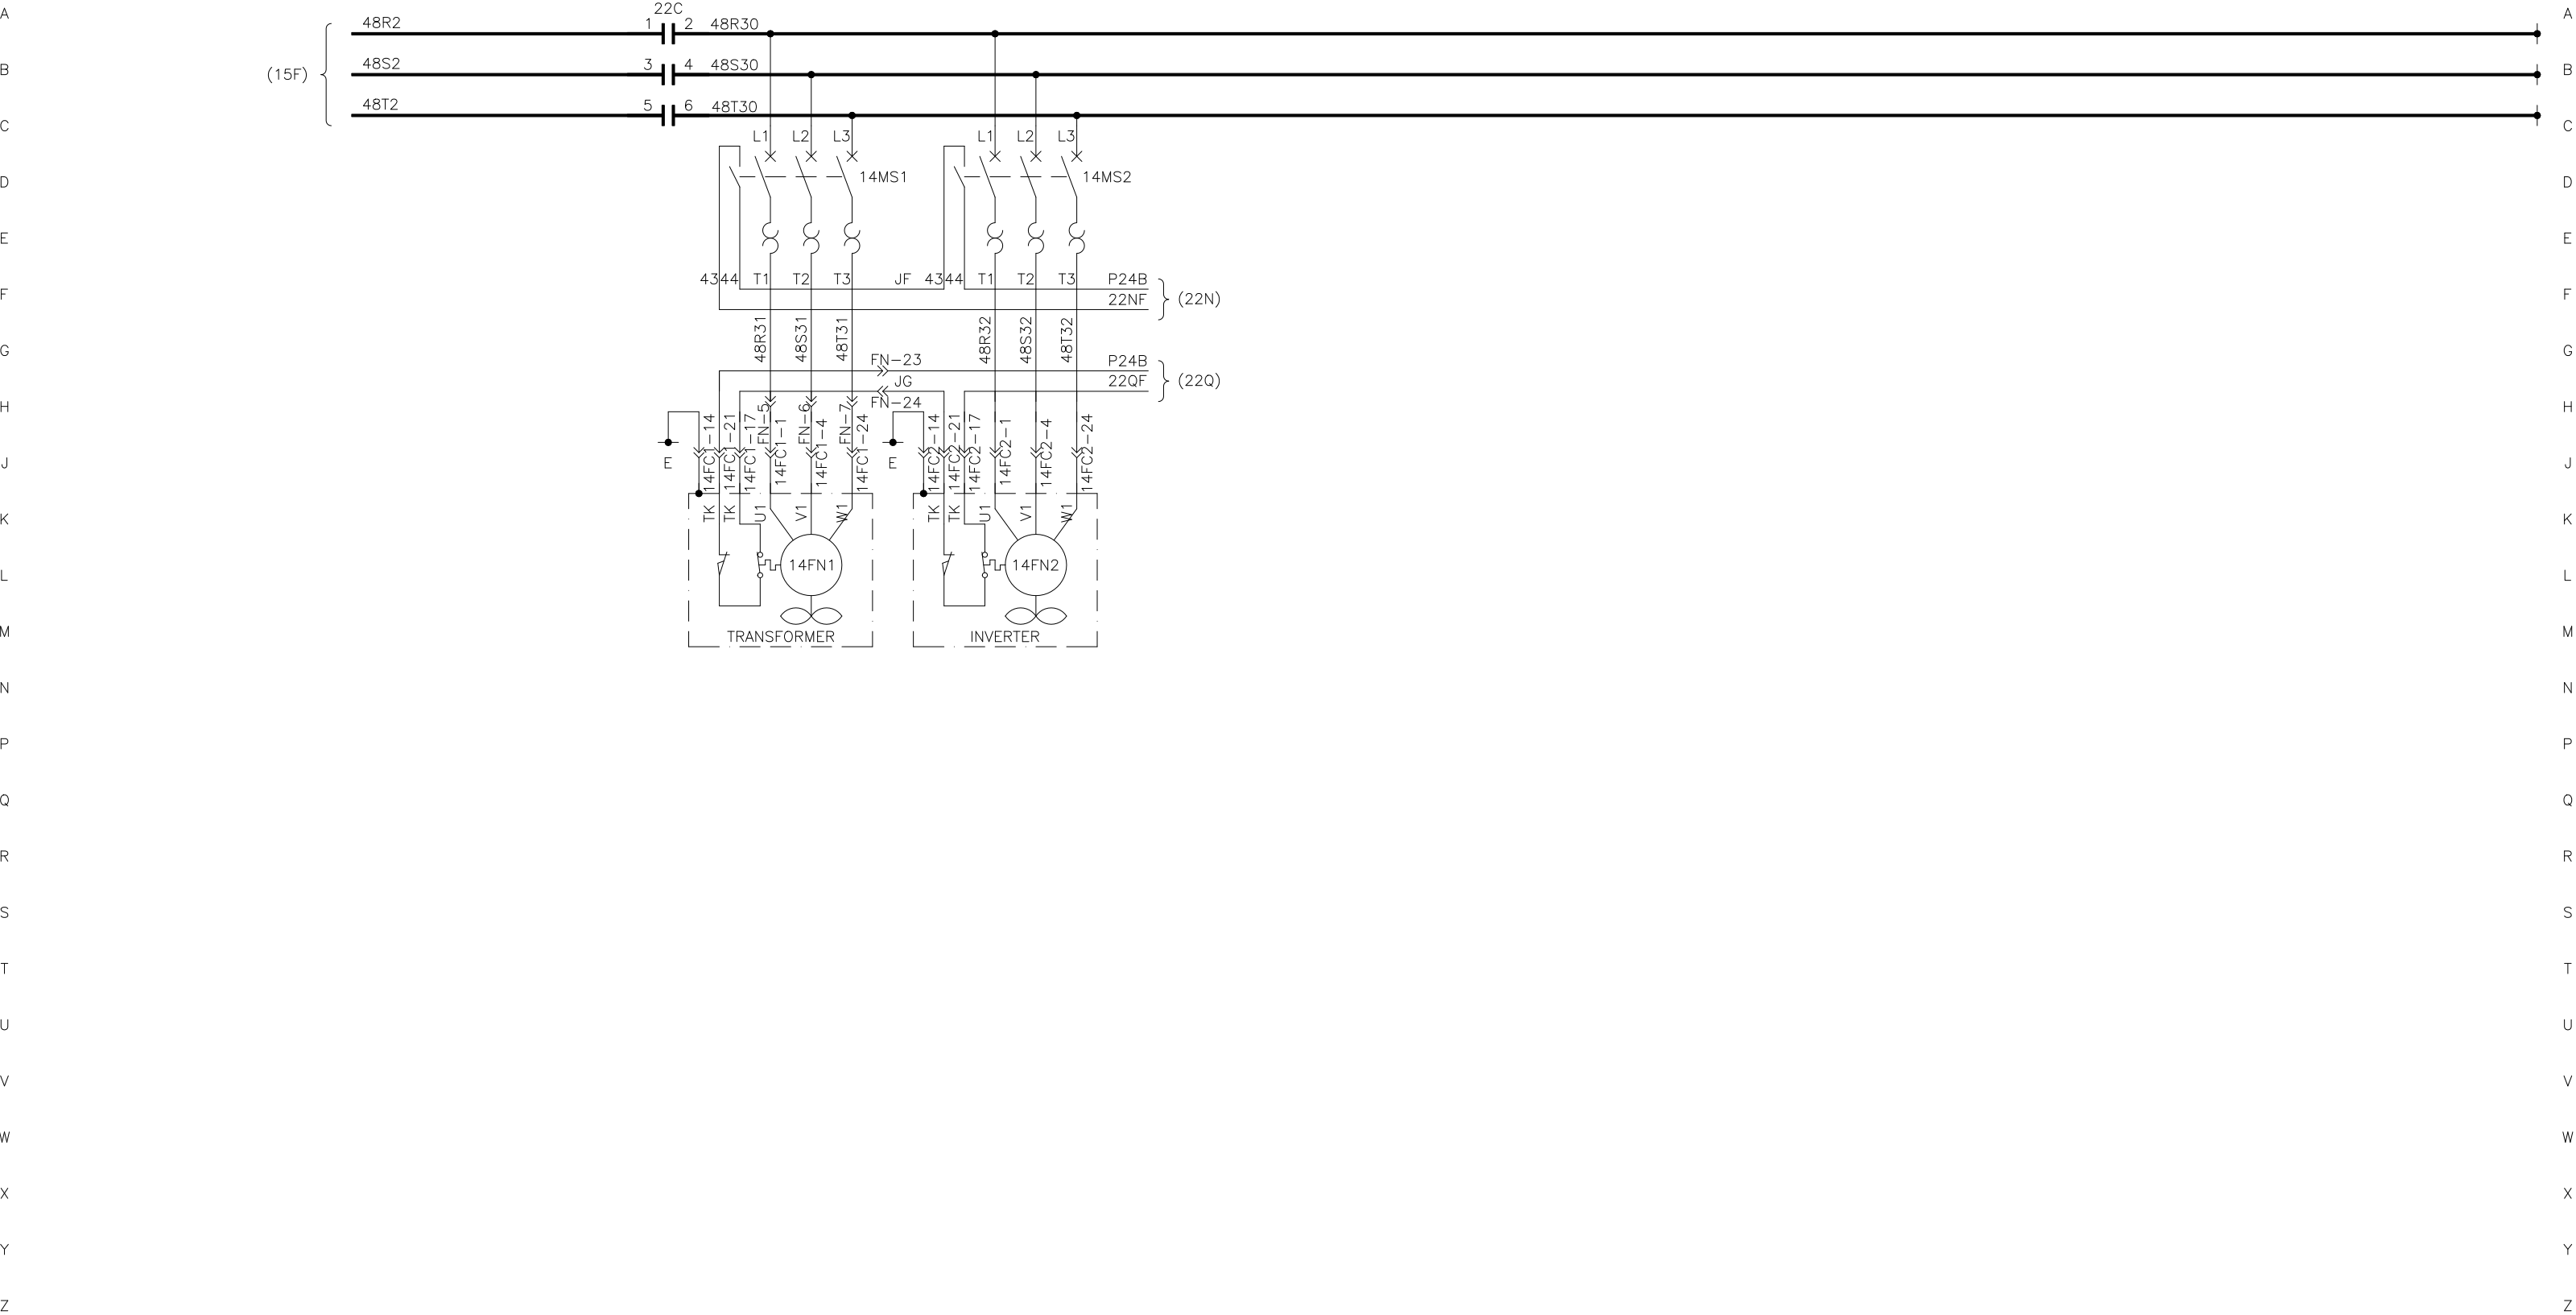 A A
22C
48R2 1 2 48R30
(15F) B 48S2 3 4 48S30 B
48T2 5 6 48T30
C C
L1 L2 L3 L1 L2 L3
D 14MS1 14MS2 D
E E
43 44 T1 T2 T3 JF 43 44 T1 T2 T3 P24B
F 22NF (22N) F
48R31 48S31 48T31 48R32 48S32 48T32
G G
FN-23 P24B
JG 22QF (22Q)
FN-24
H H
FN-5 FN-6 FN-7
14FC1-14 14FC1-21 14FC1-17 14FC1-1 14FC1-4 14FC1-24
14FC2-14 14FC2-21 14FC2-17 14FC2-1 14FC2-4 14FC2-24
J E E J
TK TK U1 V1 W1 TK TK U1 V1 W1
K K
14FN1 14FN2
L L
M M
TRANSFORMER INVERTER
N N
P P
Q Q
R R
S S
T T
U U
V V
W W
X X
Y Y
Z Z